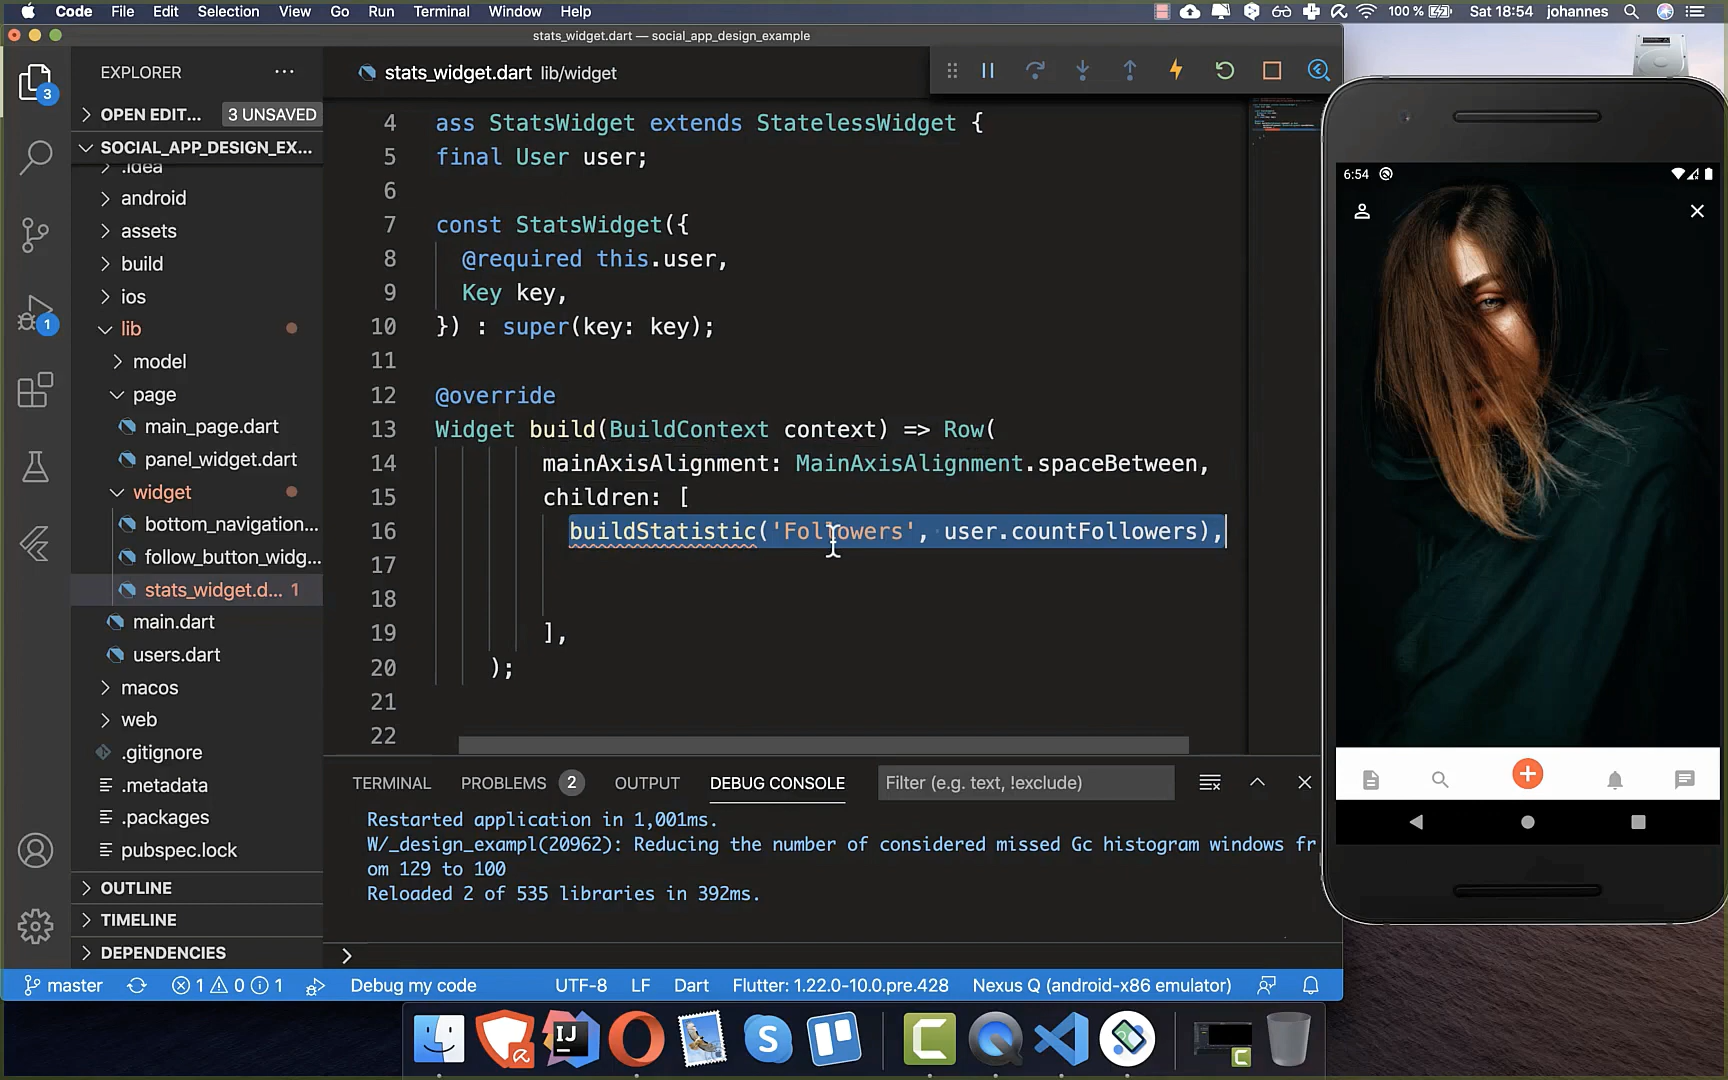 Code File Edit Selection View Go Run Terminal Window Help 100 % Sat 18:54 johannes
stats_widget.dart — social_app_design_example
EXPLORER
stats_widget.dart lib/widget
OPEN EDIT... 3 UNSAVED
SOCIAL_APP_DESIGN_EX...
.idea
android
assets
build
ios
lib
model
page
main_page.dart
panel_widget.dart
widget
bottom_navigation...
follow_button_widg...
stats_widget.d... 1
main.dart
users.dart
macos
web
.gitignore
.metadata
.packages
pubspec.lock
OUTLINE
TIMELINE
DEPENDENCIES
3
1
4 ass StatsWidget extends StatelessWidget {
5 final User user;
6
7 const StatsWidget({
8 @required this.user,
9 Key key,
10 }) : super(key: key);
11
12 @override
13 Widget build(BuildContext context) => Row(
14 mainAxisAlignment: MainAxisAlignment.spaceBetween,
15 children: [
16 buildStatistic('Followers', user.countFollowers),
17
18
19 ],
20 );
21
22
TERMINAL PROBLEMS 2 OUTPUT DEBUG CONSOLE Filter (e.g. text, !exclude)
Restarted application in 1,001ms.
W/_design_exampl(20962): Reducing the number of considered missed Gc histogram windows fr
om 129 to 100
Reloaded 2 of 535 libraries in 392ms.
master 1 0 1 Debug my code UTF-8 LF Dart Flutter: 1.22.0-10.0.pre.428 Nexus Q (android-x86 emulator)
6:54
IJ